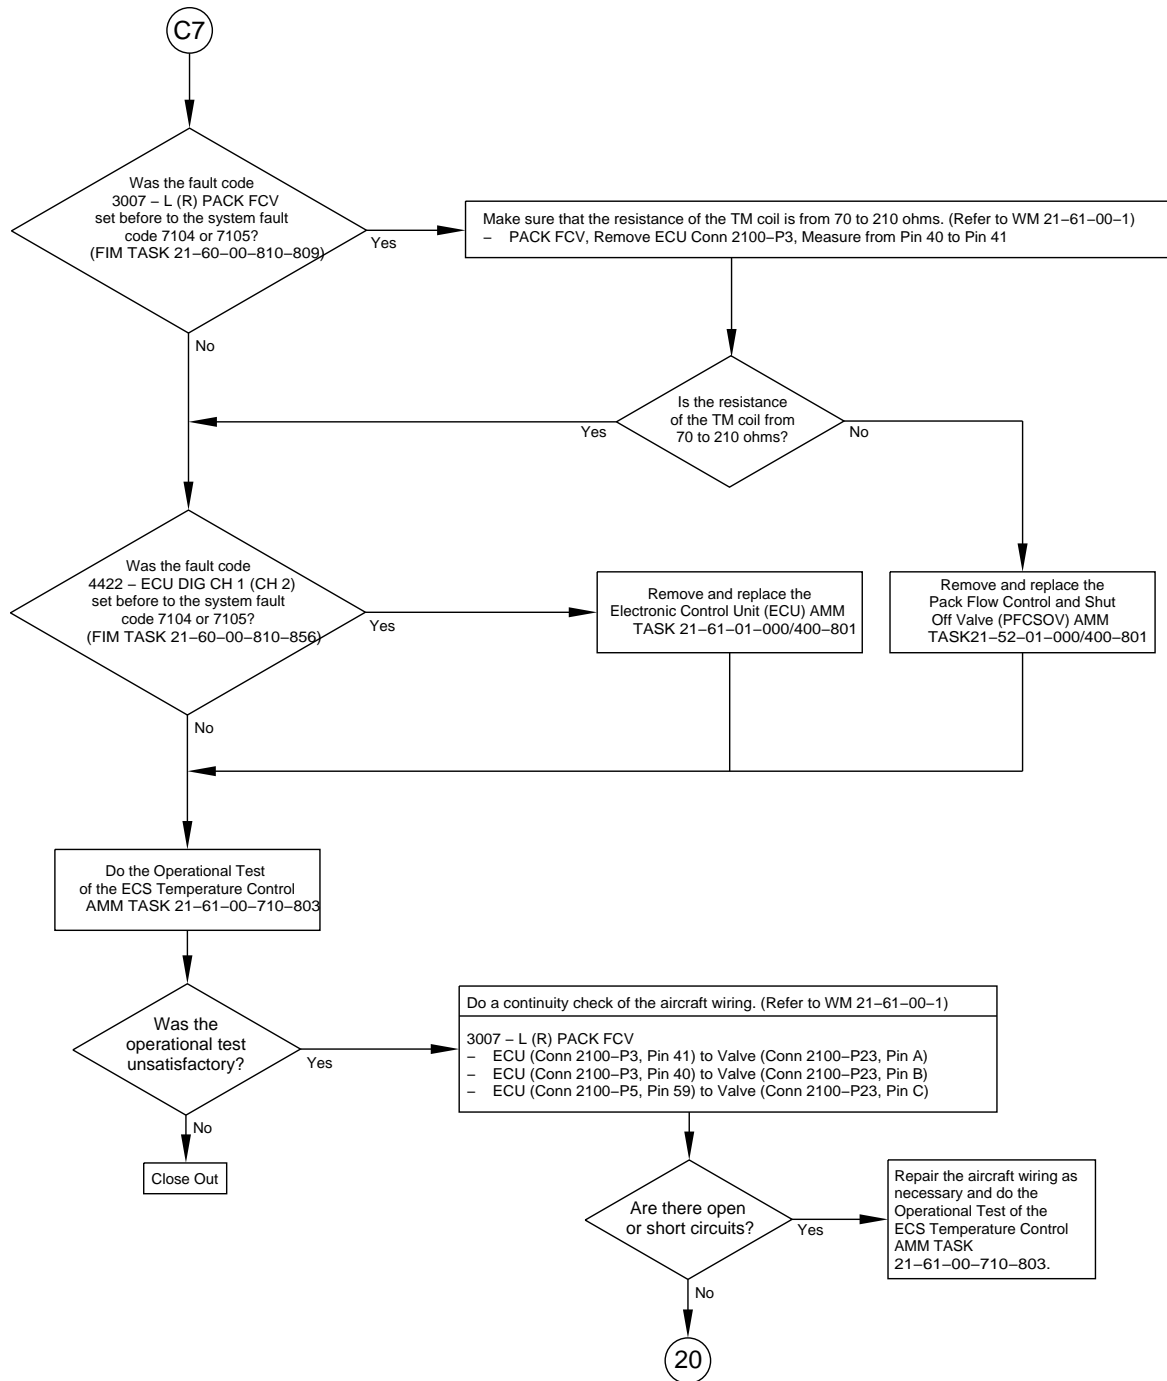 C7
Was the fault code
3007 – L (R) PACK FCV
set before to the system fault
code 7104 or 7105?
(FIM TASK 21–60–00–810–809)
Yes
No
Make sure that the resistance of the TM coil is from 70 to 210 ohms. (Refer to WM 21–61–00–1)
– PACK FCV, Remove ECU Conn 2100–P3, Measure from Pin 40 to Pin 41
Is the resistance
of the TM coil from
70 to 210 ohms?
Yes
No
Was the fault code
4422 – ECU DIG CH 1 (CH 2)
set before to the system fault
code 7104 or 7105?
(FIM TASK 21–60–00–810–856)
Yes
No
Remove and replace the
Electronic Control Unit (ECU) AMM
TASK 21–61–01–000/400–801
Remove and replace the
Pack Flow Control and Shut
Off Valve (PFCSOV) AMM
TASK21–52–01–000/400–801
Do the Operational Test
of the ECS Temperature Control
AMM TASK 21–61–00–710–803
Was the
operational test
unsatisfactory?
Yes
No
Close Out
Do a continuity check of the aircraft wiring. (Refer to WM 21–61–00–1)
3007 – L (R) PACK FCV
– ECU (Conn 2100–P3, Pin 41) to Valve (Conn 2100–P23, Pin A)
– ECU (Conn 2100–P3, Pin 40) to Valve (Conn 2100–P23, Pin B)
– ECU (Conn 2100–P5, Pin 59) to Valve (Conn 2100–P23, Pin C)
Are there open
or short circuits?
Yes
No
Repair the aircraft wiring as
necessary and do the
Operational Test of the
ECS Temperature Control
AMM TASK
21–61–00–710–803.
20